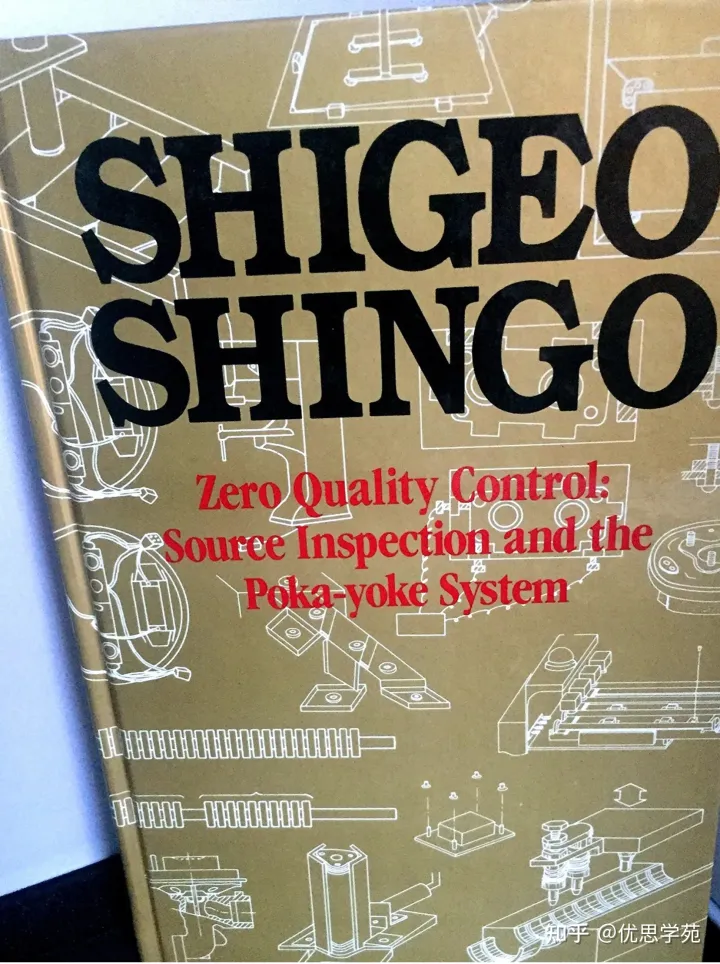 SHIGEO
SHINGO
Zero Quality Control:
Source Inspection and the
Poka-yoke System
知乎 @优思学苑